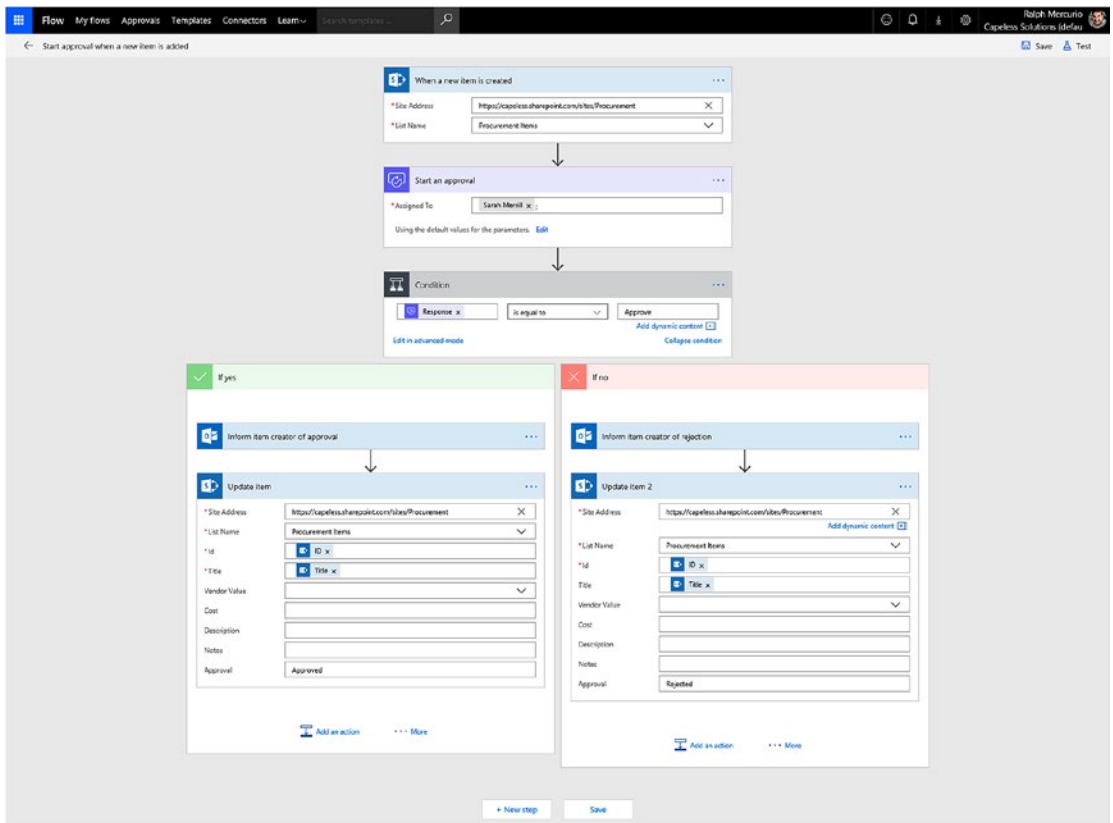 Flow My flows Approvals Templates Connectors Learn Search templates ... Ralph Mercurio
Capeless Solutions (defau
Start approval when a new item is added Save Test
When a new item is created ...
*Site Address https://capeless.sharepoint.com/sites/Procurement
*List Name Procurement Items
Start an approval ...
*Assigned To Sarah Merrill x ;
Using the default values for the parameters. Edit
Condition ...
Response x is equal to Approve
Add dynamic content
Edit in advanced mode Collapse condition
If yes
Inform item creator of approval ...
Update item ...
*Site Address https://capeless.sharepoint.com/sites/Procurement
*List Name Procurement Items
*Id ID x
*Title Title x
Vendor Value
Cost
Description
Notes
Approval Approved
Add an action ... More
If no
Inform item creator of rejection ...
Update item 2 ...
*Site Address https://capeless.sharepoint.com/sites/Procurement
Add dynamic content
*List Name Procurement Items
*Id ID x
Title Title x
Vendor Value
Cost
Description
Notes
Approval Rejected
Add an action ... More
+ New step Save